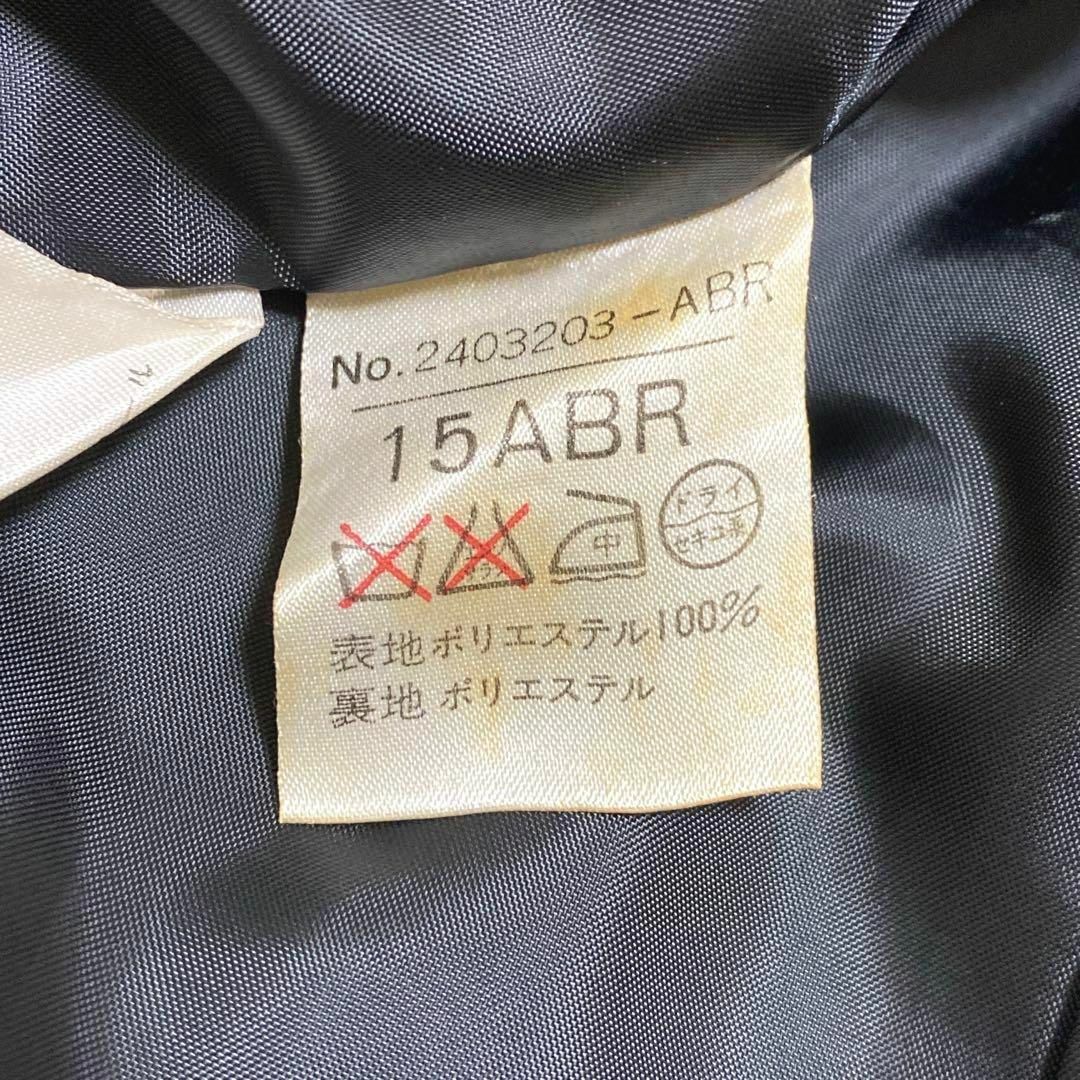 No. 2403203-ABR
15ABR
中
ドライ
セキユ系
表地ポリエステル100%
裏地 ポリエステル